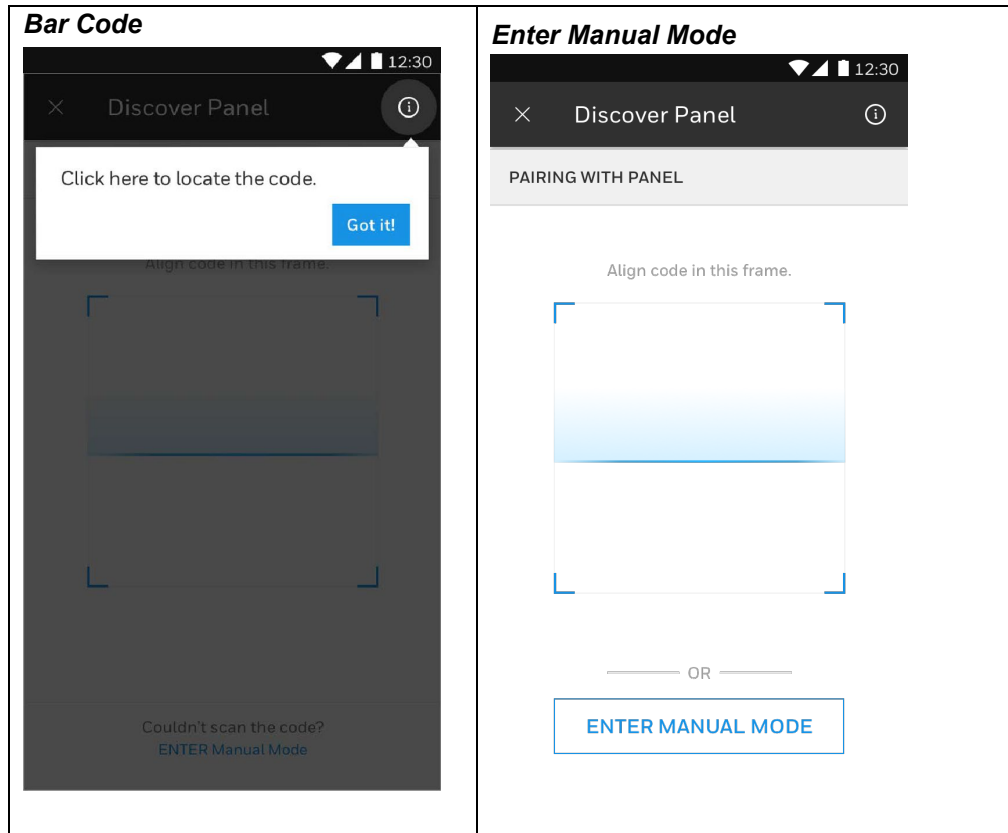 Bar Code
12:30
Discover Panel
Click here to locate the code.
Got it!
Align code in this frame.
Couldn't scan the code?
ENTER Manual Mode
Enter Manual Mode
12:30
Discover Panel
PAIRING WITH PANEL
Align code in this frame.
OR
ENTER MANUAL MODE